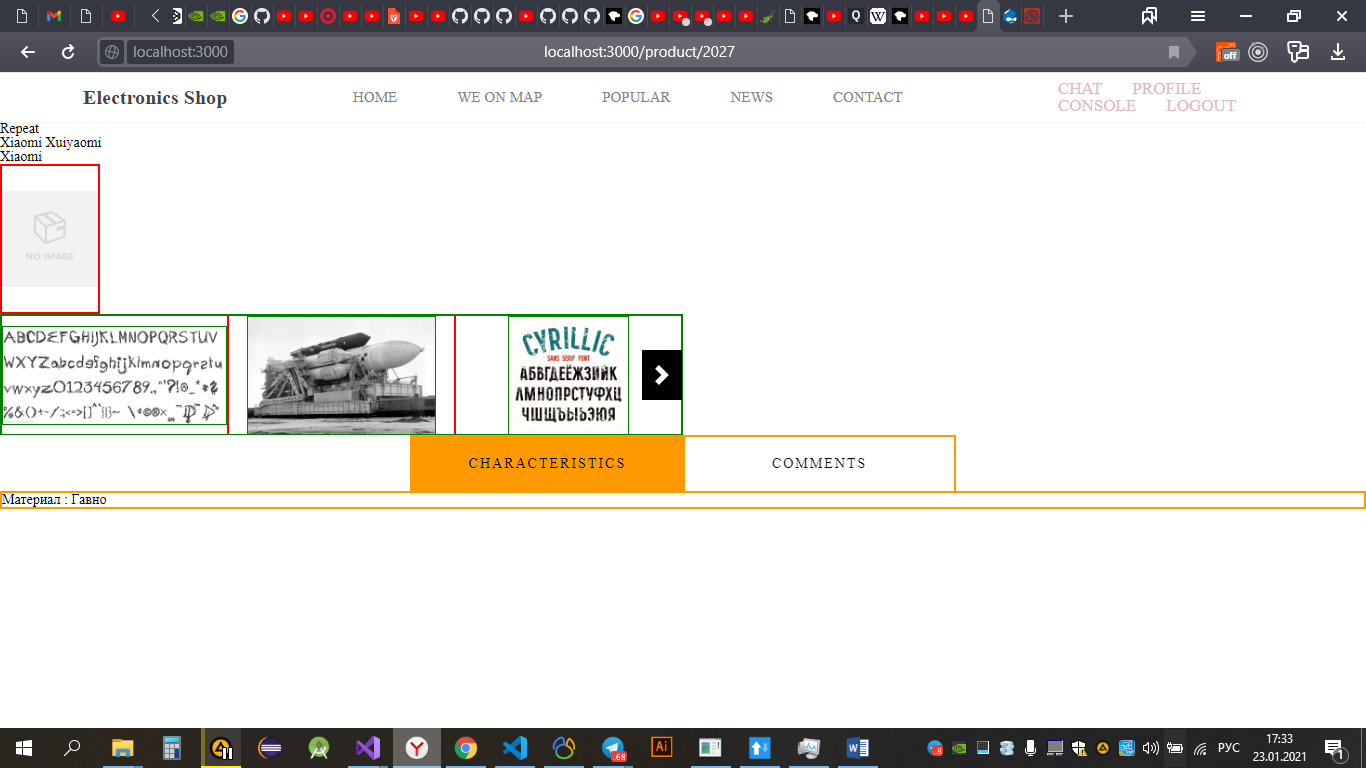 localhost:3000
localhost:3000/product/2027
off
Electronics Shop
HOME
WE ON MAP
POPULAR
NEWS
CONTACT
CHAT
PROFILE
CONSOLE
LOGOUT
Repeat
Xiaomi Xuiyaomi
Xiaomi
NO IMAGE
ABCDEFGHIJKLMNOPQRSTUV
WXYZabcdefghijklmnopqrstu
vwxyz0123456789
CYRILLIC
SANS SERIF FONT
АБВГДЕЁЖЗИЙК
ЛМНОПРСТУФХЦ
ЧШЩЪЫЬЭЮЯ
CHARACTERISTICS
COMMENTS
Материал : Гавно
РУС
17:33
23.01.2021